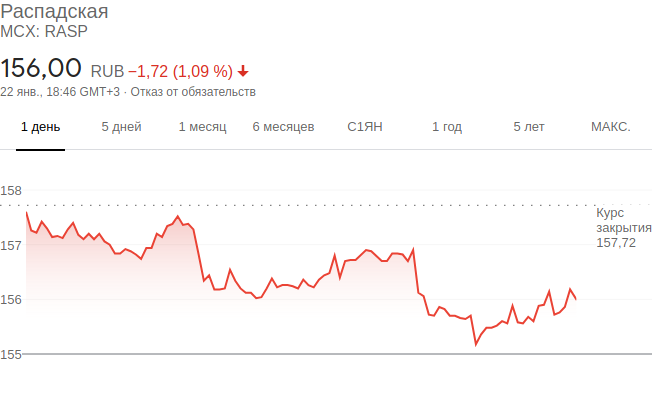 Распадская
MCX: RASP
156,00 RUB −1,72 (1,09 %)
22 янв., 18:46 GMT+3 · Отказ от обязательств
1 день 5 дней 1 месяц 6 месяцев С1ЯН 1 год 5 лет МАКС.
158
Курс
закрытия
157,72
157
156
155